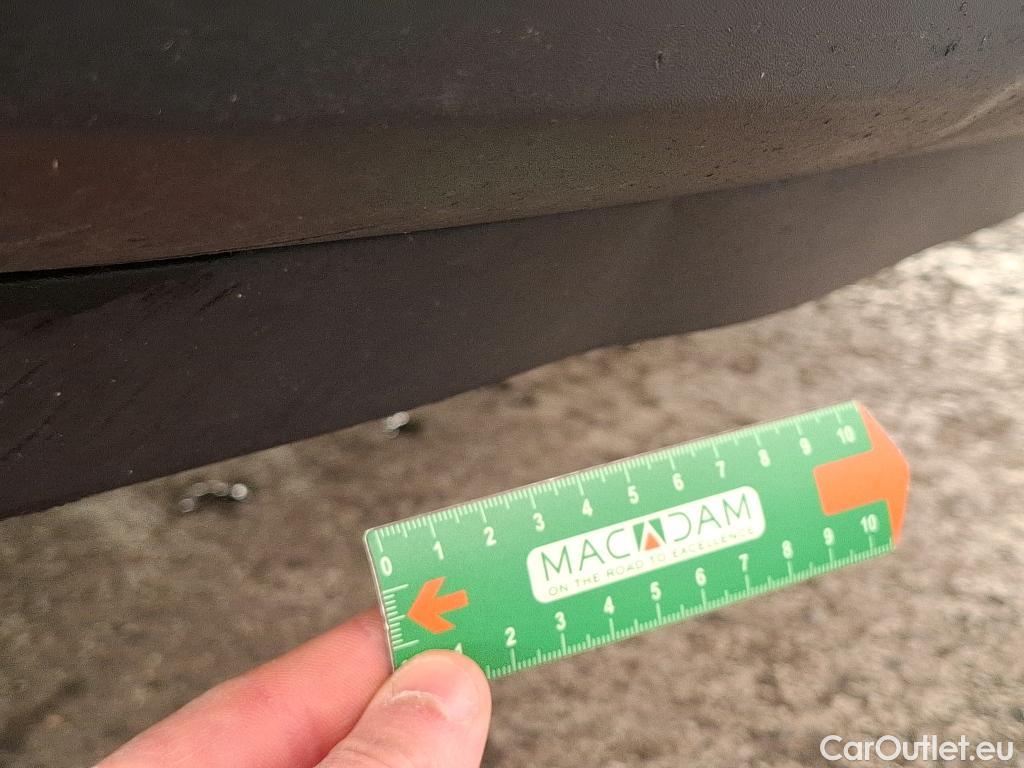 0 1 2 3 4 5 6 7 8 9 10
MACADAM
ON THE ROAD TO EXCELLENCE
1 2 3 4 5 6 7 8 9 10
CarOutlet.eu